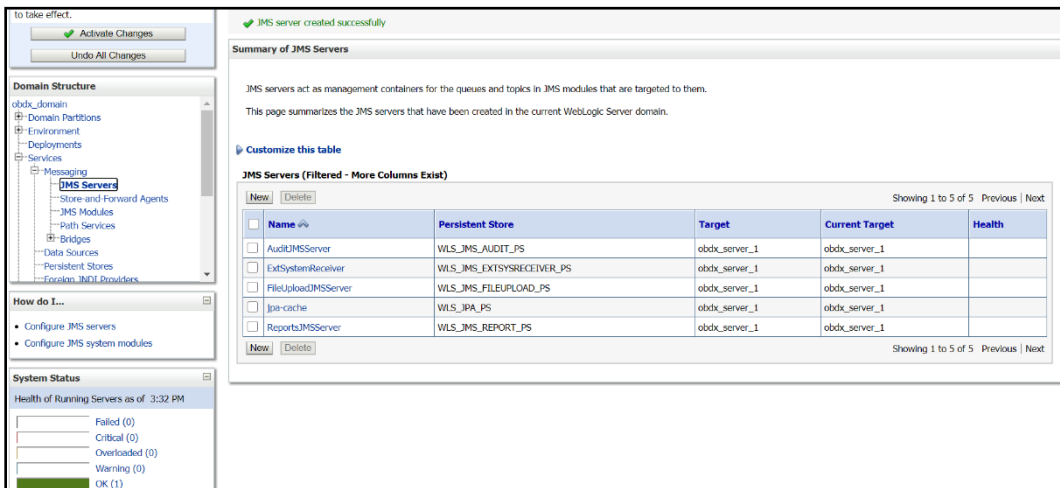 to take effect.
Activate Changes
Undo All Changes
Domain Structure
obdx_domain
Domain Partitions
Environment
Deployments
Services
Messaging
JMS Servers
Store-and-Forward Agents
JMS Modules
Path Services
Bridges
Data Sources
Persistent Stores
Foreign JNDI Providers
How do I...
Configure JMS servers
Configure JMS system modules
System Status
Health of Running Servers as of 3:32 PM
Failed (0)
Critical (0)
Overloaded (0)
Warning (0)
OK (1)
JMS server created successfully
Summary of JMS Servers
JMS servers act as management containers for the queues and topics in JMS modules that are targeted to them.
This page summarizes the JMS servers that have been created in the current WebLogic Server domain.
Customize this table
JMS Servers (Filtered - More Columns Exist)
New Delete Showing 1 to 5 of 5 Previous | Next
Name Persistent Store Target Current Target Health
AuditJMSServer WLS_JMS_AUDIT_PS obdx_server_1 obdx_server_1
ExtSystemReceiver WLS_JMS_EXTSYSRECEIVER_PS obdx_server_1 obdx_server_1
FileUploadJMSServer WLS_JMS_FILEUPLOAD_PS obdx_server_1 obdx_server_1
jpa-cache WLS_JPA_PS obdx_server_1 obdx_server_1
ReportsJMSServer WLS_JMS_REPORT_PS obdx_server_1 obdx_server_1
New Delete Showing 1 to 5 of 5 Previous | Next